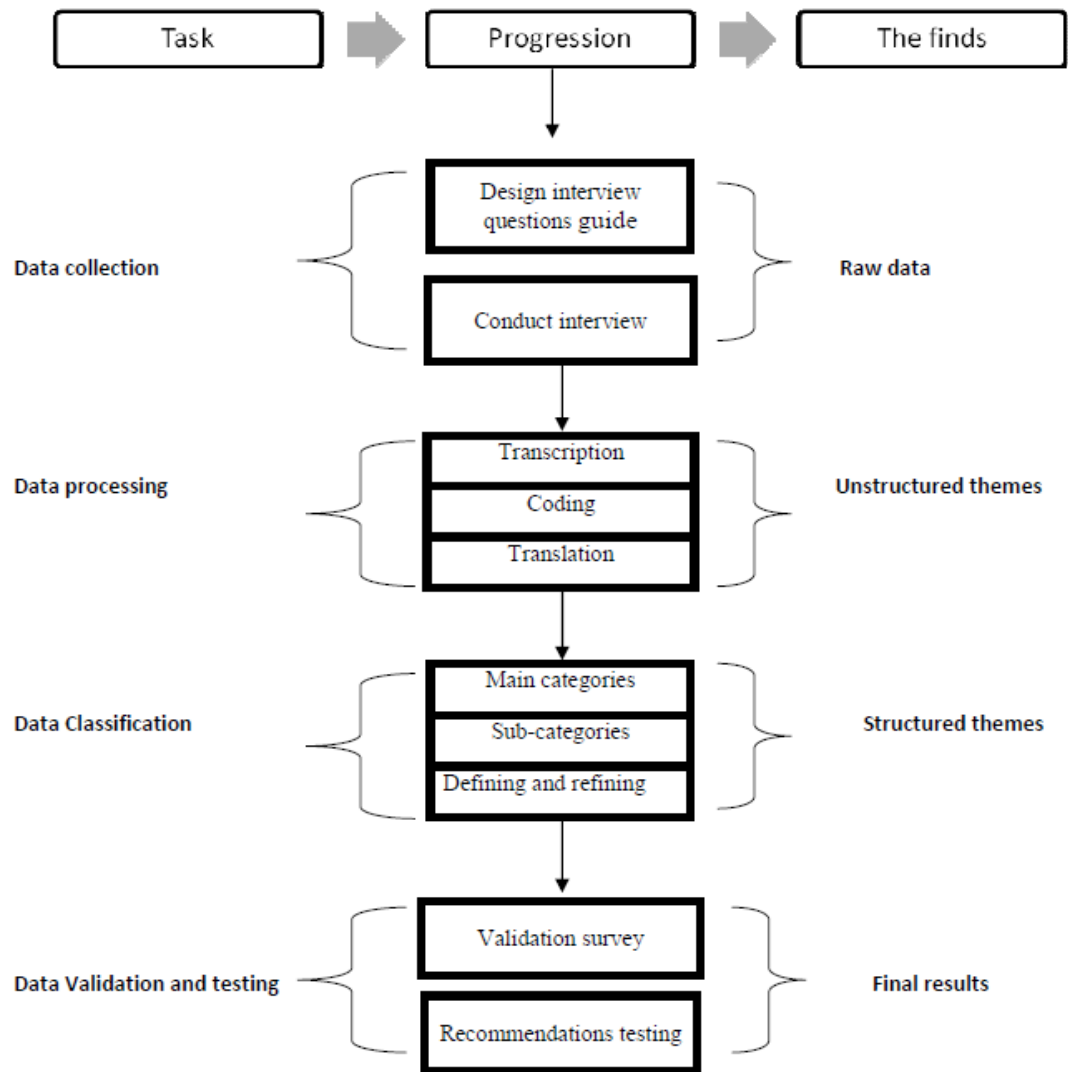 Task
Progression
The finds
Design interview
questions guide
Data collection
Raw data
Conduct interview
Transcription
Data processing
Unstructured themes
Coding
Translation
Main categories
Data Classification
Structured themes
Sub-categories
Defining and refining
Validation survey
Data Validation and testing
Final results
Recommendations testing